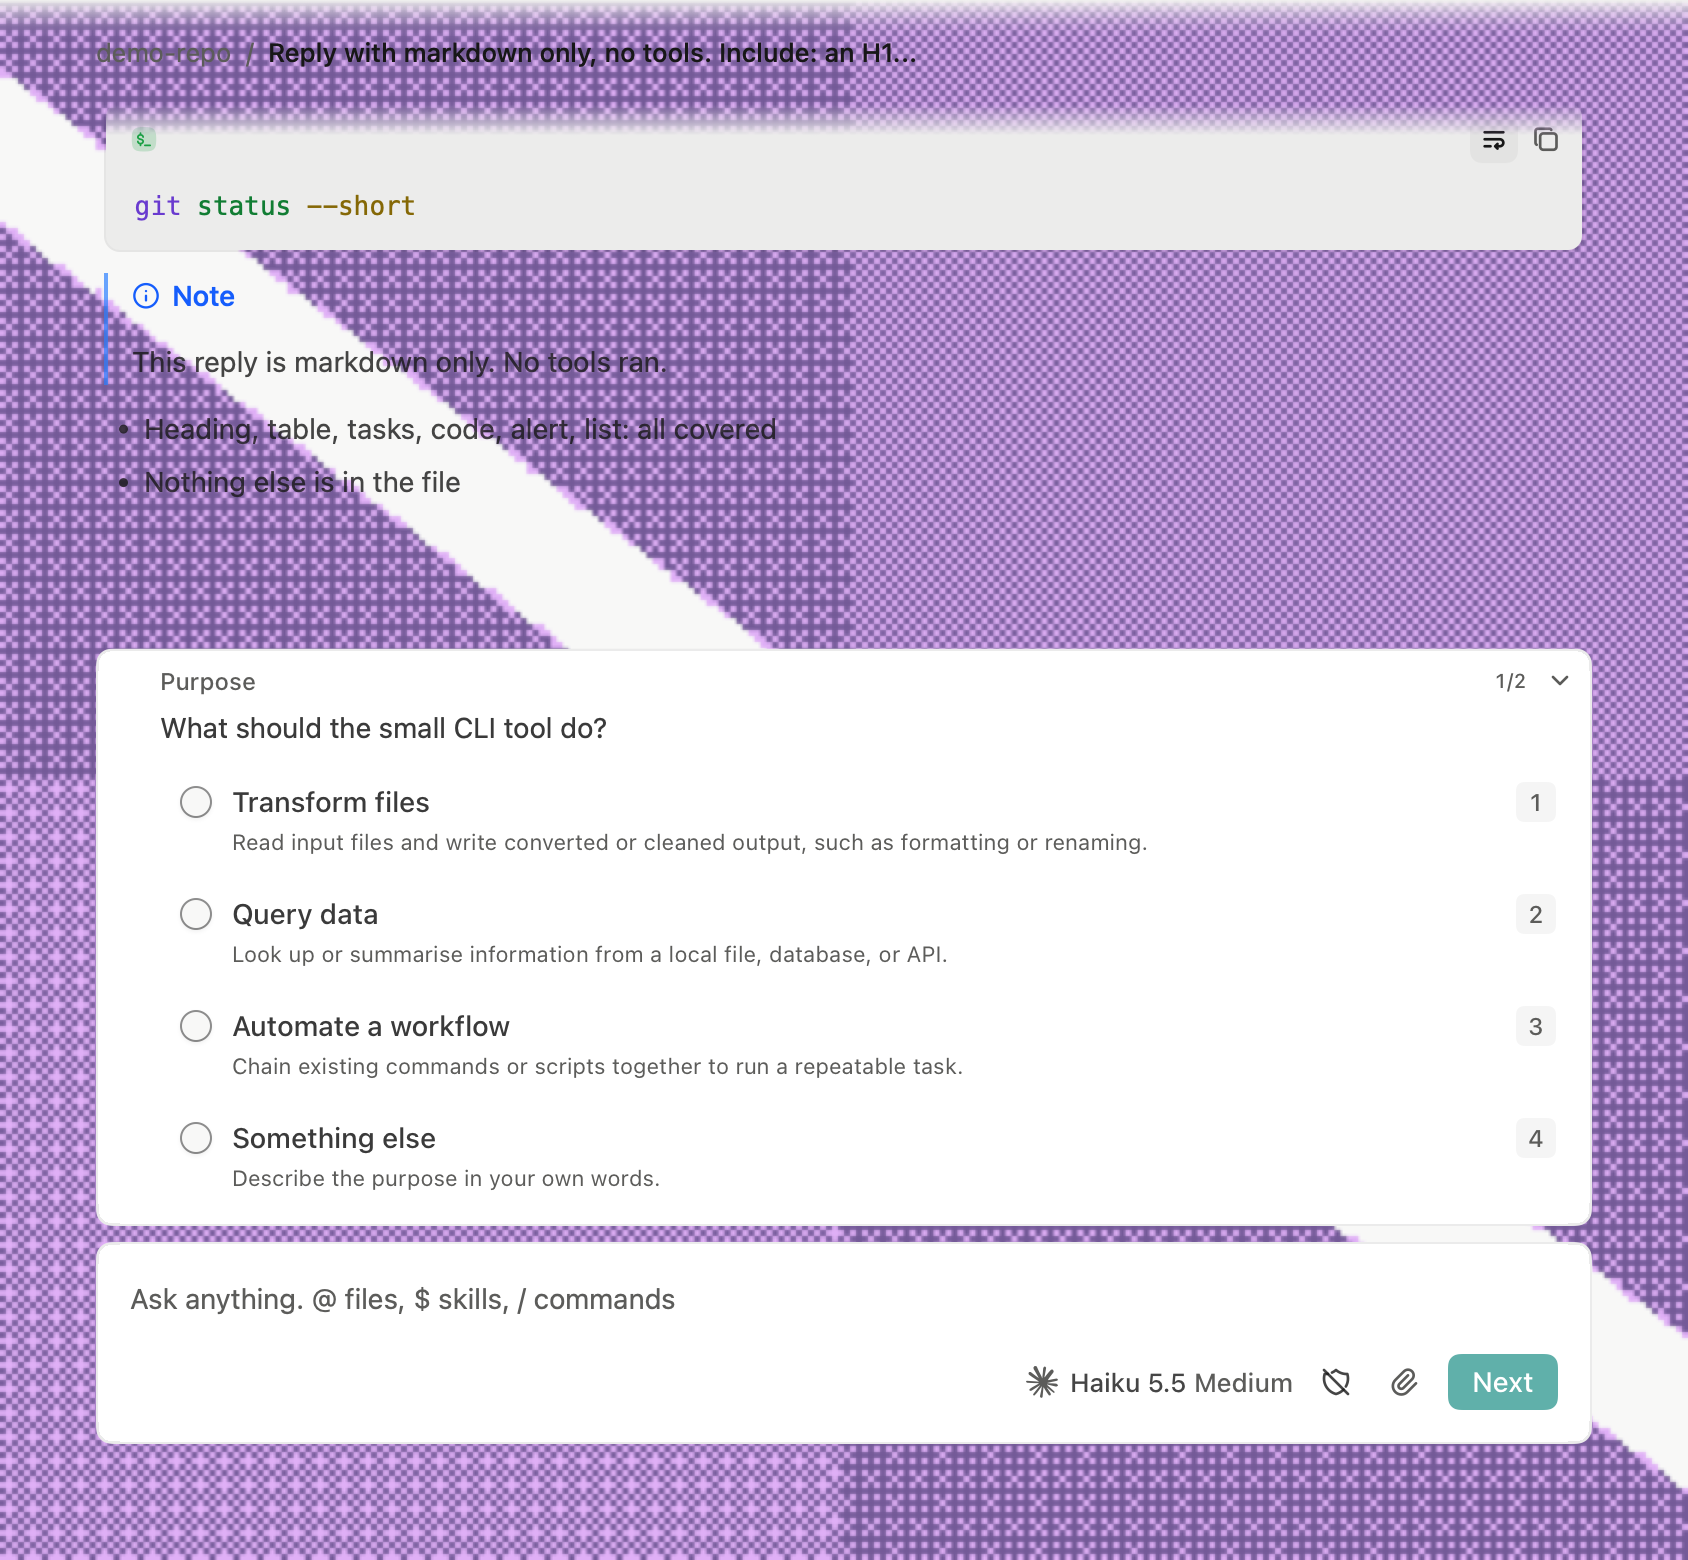 demo-repo / Reply with markdown only, no tools. Include: an H1...
$_
git status --short
Note
This reply is markdown only. No tools ran.
• Heading, table, tasks, code, alert, list: all covered
• Nothing else is in the file
Purpose 1/2
What should the small CLI tool do?
Transform files 1
Read input files and write converted or cleaned output, such as formatting or renaming.
Query data 2
Look up or summarise information from a local file, database, or API.
Automate a workflow 3
Chain existing commands or scripts together to run a repeatable task.
Something else 4
Describe the purpose in your own words.
Ask anything. @ files, $ skills, / commands
Haiku 5.5 Medium Next